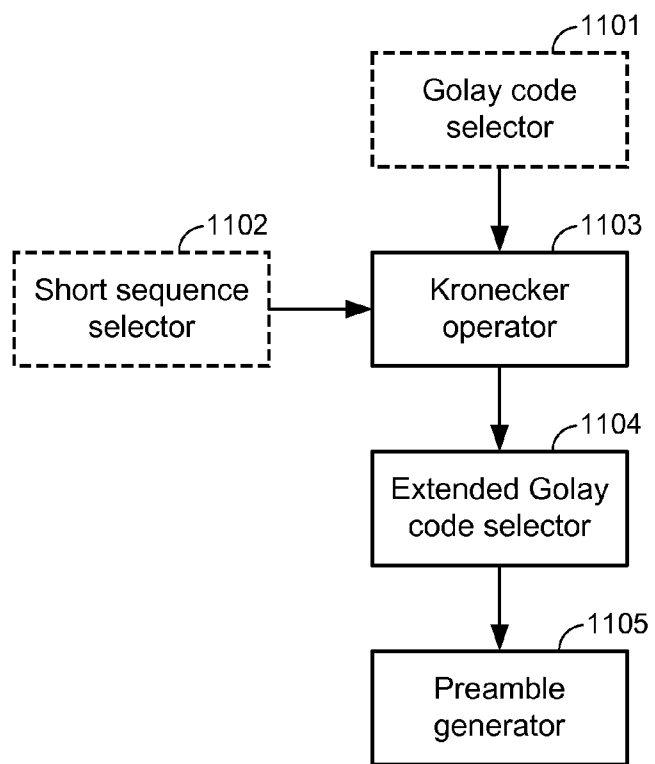 1101
Golay code
selector
1102
Short sequence
selector
1103
Kronecker
operator
1104
Extended Golay
code selector
1105
Preamble
generator